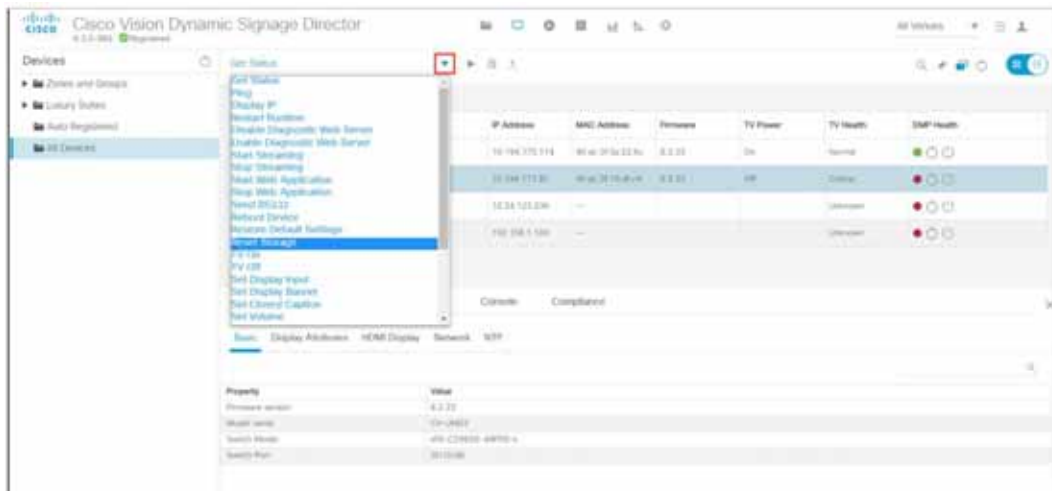 CISCO
Cisco Vision Dynamic Signage Director
Registered
All Venues
Devices
Zones and Groups
Luxury Suites
Auto Registered
All Devices
Get Status
Get Status
Ping
Display IP
Restart Runtime
Disable Diagnostic Web Server
Enable Diagnostic Web Server
Start Streaming
Stop Streaming
Start Web Application
Stop Web Application
Send RS232
Reboot Device
Restore Default Settings
Reset Storage
TV On
TV Off
Set Display Input
Set Display Banner
Set Closed Caption
Set Volume
IP Address MAC Address Firmware TV Power TV Health DMP Health
On Normal
Off
Unknown
Unknown
Console Compliance
Basic Display Attributes HDMI Display Network NTP
Property Value
Firmware version
Model name
Switch Model
Switch Port